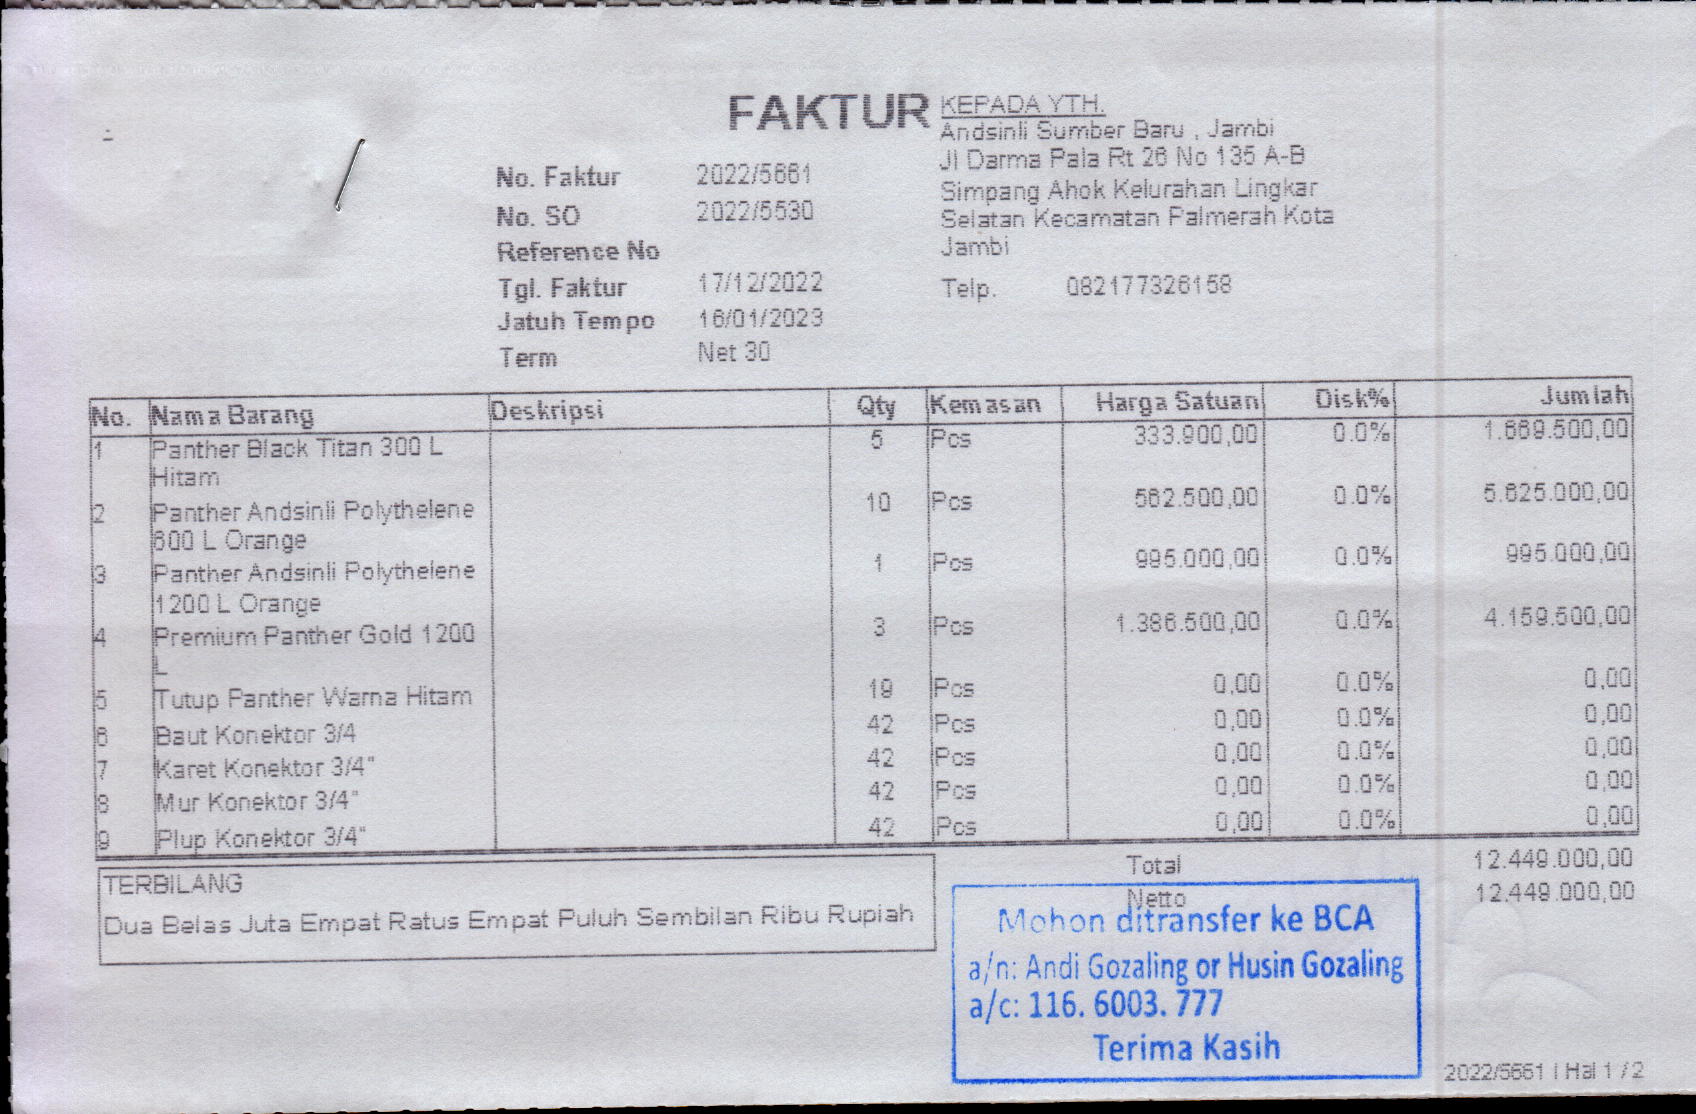 FAKTUR
No. Faktur 2022/5661
No. SO 2022/5530
Reference No
Tgl. Faktur 17/12/2022
Jatuh Tempo 16/01/2023
Term Net 30
KEPADA YTH.
Andsinli Sumber Baru , Jambi
Jl Darma Pala Rt 26 No 135 A-B
Simpang Ahok Kelurahan Lingkar
Selatan Kecamatan Palmerah Kota
Jambi
Telp. 082177326158
No. Nama Barang Deskripsi Qty Kemasan Harga Satuan Disk% Jumlah
1 Panther Black Titan 300 L 5 Pcs 333.900,00 0.0% 1.669.500,00
Hitam
2 Panther Andsinli Polythelene 10 Pcs 562.500,00 0.0% 5.625.000,00
600 L Orange
3 Panther Andsinli Polythelene 1 Pcs 995.000,00 0.0% 995.000,00
1200 L Orange
4 Premium Panther Gold 1200 3 Pcs 1.386.500,00 0.0% 4.159.500,00
L
5 Tutup Panther Warna Hitam 19 Pcs 0,00 0.0% 0,00
6 Baut Konektor 3/4 42 Pcs 0,00 0.0% 0,00
7 Karet Konektor 3/4" 42 Pcs 0,00 0.0% 0,00
8 Mur Konektor 3/4" 42 Pcs 0,00 0.0% 0,00
9 Plup Konektor 3/4" 42 Pcs 0,00 0.0% 0,00
Total 12.449.000,00
Netto 12.449.000,00
TERBILANG
Dua Belas Juta Empat Ratus Empat Puluh Sembilan Ribu Rupiah
Mohon ditransfer ke BCA
a/n: Andi Gozaling or Husin Gozaling
a/c: 116. 6003. 777
Terima Kasih
2022/5661 | Hal 1 / 2